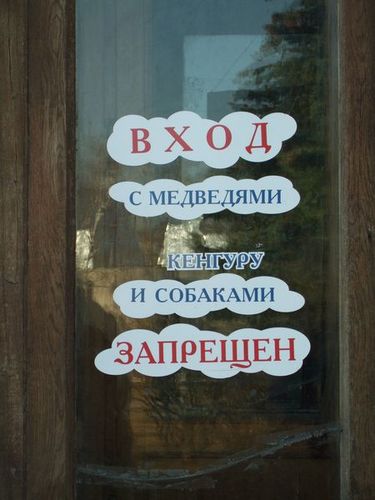 ВХОД
С МЕДВЕДЯМИ
КЕНГУРУ
И СОБАКАМИ
ЗАПРЕЩЕН